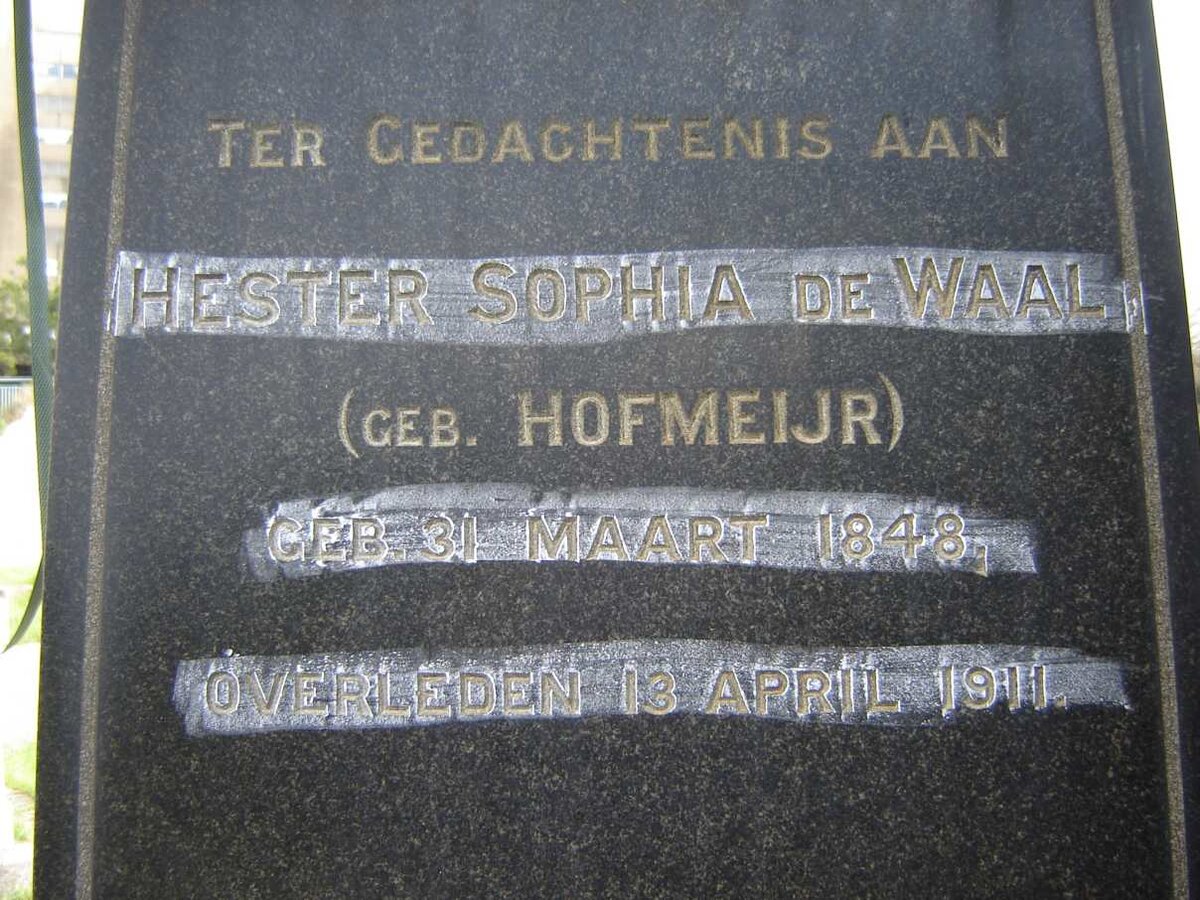 TER GEDACHTENIS AAN
HESTER SOPHIA DE WAAL
(GEB. HOFMEIJR)
GEB. 31 MAART 1848,
OVERLEDEN 13 APRIL 1911.